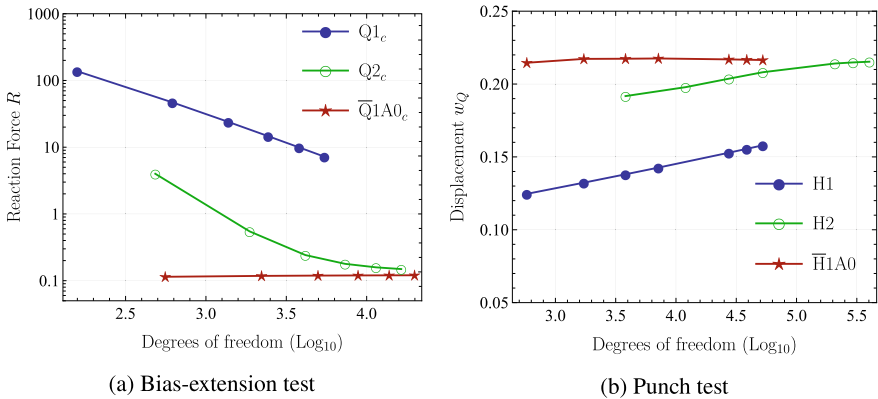 1000
100
10
1
0.1
2.5 3.0 3.5 4.0
Reaction Force R
Degrees of freedom (Log₁₀)
Q1c
Q2c
Q̅1A0c
(a) Bias-extension test
0.25
0.20
0.15
0.10
0.05
3.0 3.5 4.0 4.5 5.0 5.5
Displacement wQ
Degrees of freedom (Log₁₀)
H1
H2
H̅1A0
(b) Punch test